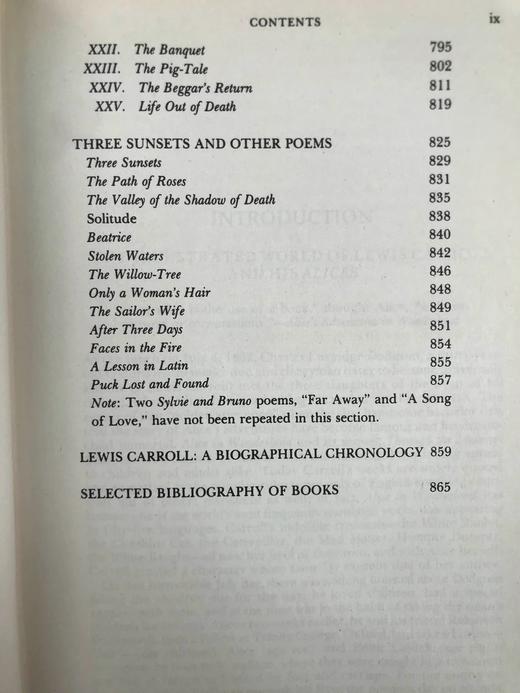 CONTENTS ix
XXII. The Banquet 795
XXIII. The Pig-Tale 802
XXIV. The Beggar's Return 811
XXV. Life Out of Death 819
THREE SUNSETS AND OTHER POEMS 825
Three Sunsets 829
The Path of Roses 831
The Valley of the Shadow of Death 835
Solitude 838
Beatrice 840
Stolen Waters 842
The Willow-Tree 846
Only a Woman's Hair 848
The Sailor's Wife 849
After Three Days 851
Faces in the Fire 854
A Lesson in Latin 855
Puck Lost and Found 857
Note: Two Sylvie and Bruno poems, "Far Away" and "A Song
of Love," have not been repeated in this section.
LEWIS CARROLL: A BIOGRAPHICAL CHRONOLOGY 859
SELECTED BIBLIOGRAPHY OF BOOKS 865